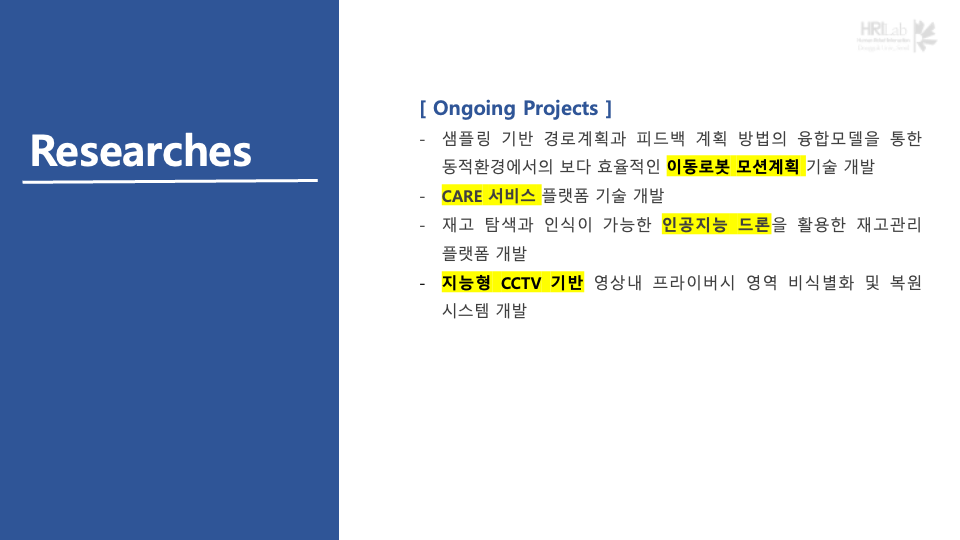 HRI Lab
Researches
[ Ongoing Projects ]
- 샘플링 기반 경로계획과 피드백 계획 방법의 융합모델을 통한
동적환경에서의 보다 효율적인 이동로봇 모션계획 기술 개발
- CARE 서비스 플랫폼 기술 개발
- 재고 탐색과 인식이 가능한 인공지능 드론을 활용한 재고관리
플랫폼 개발
- 지능형 CCTV 기반 영상내 프라이버시 영역 비식별화 및 복원
시스템 개발